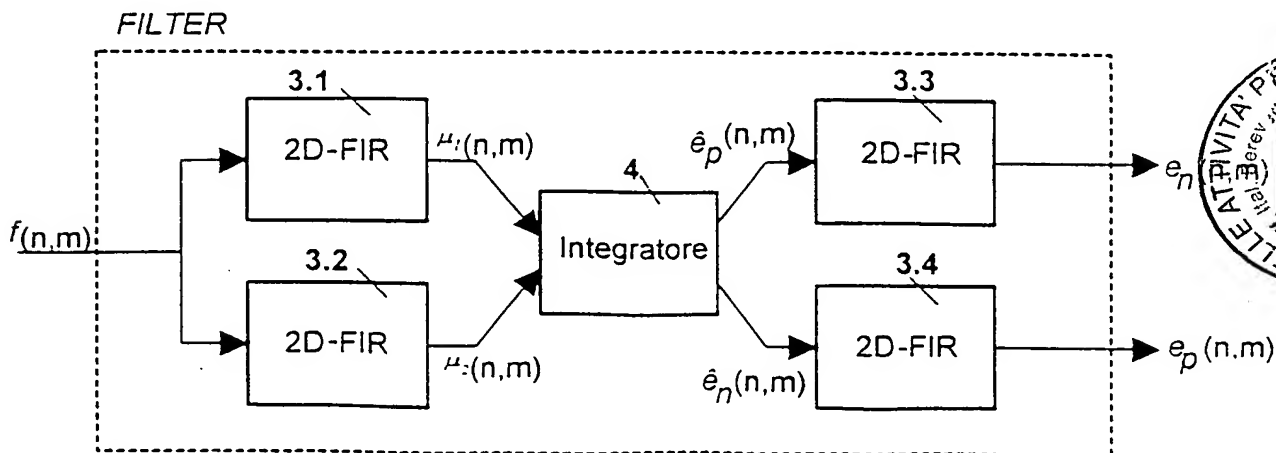 FILTER
3.1
2D-FIR
μ₁(n,m)
3.2
2D-FIR
μ₂(n,m)
f(n,m)
4
Integratore
ê_p(n,m)
ê_n(n,m)
3.3
2D-FIR
e_n
3.4
2D-FIR
e_p(n,m)